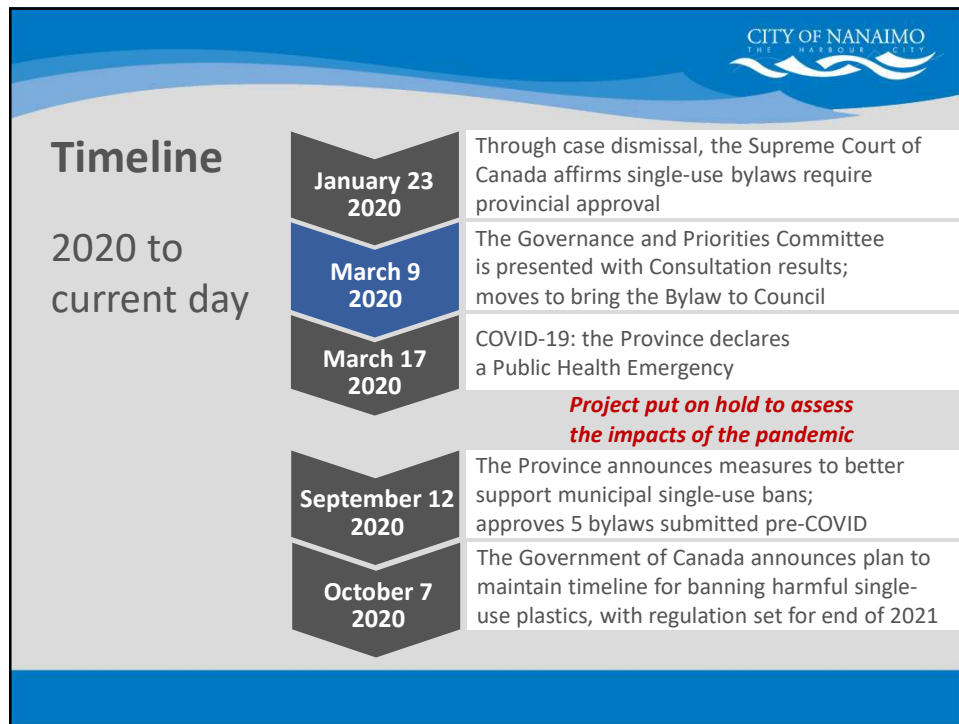 CITY OF NANAIMO
THE HARBOUR CITY
Timeline
2020 to
current day
January 23
2020
Through case dismissal, the Supreme Court of
Canada affirms single-use bylaws require
provincial approval
March 9
2020
The Governance and Priorities Committee
is presented with Consultation results;
moves to bring the Bylaw to Council
March 17
2020
COVID-19: the Province declares
a Public Health Emergency
Project put on hold to assess
the impacts of the pandemic
September 12
2020
The Province announces measures to better
support municipal single-use bans;
approves 5 bylaws submitted pre-COVID
October 7
2020
The Government of Canada announces plan to
maintain timeline for banning harmful single-
use plastics, with regulation set for end of 2021